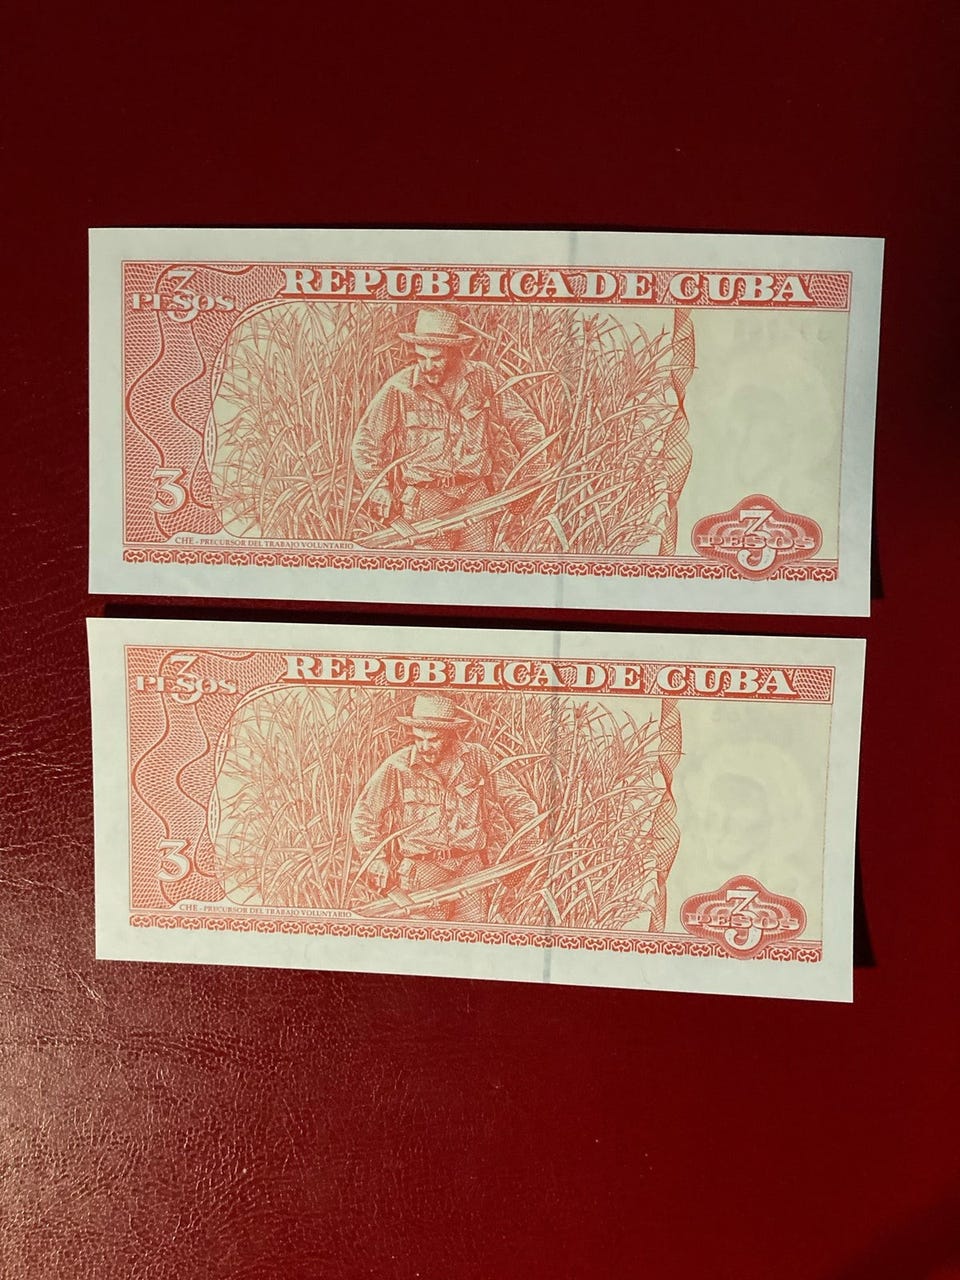 3
PESOS
REPUBLICA DE CUBA
3
CHE - PRECURSOR DEL TRABAJO VOLUNTARIO
3
PESOS
3
PESOS
REPUBLICA DE CUBA
3
CHE - PRECURSOR DEL TRABAJO VOLUNTARIO
3
PESOS